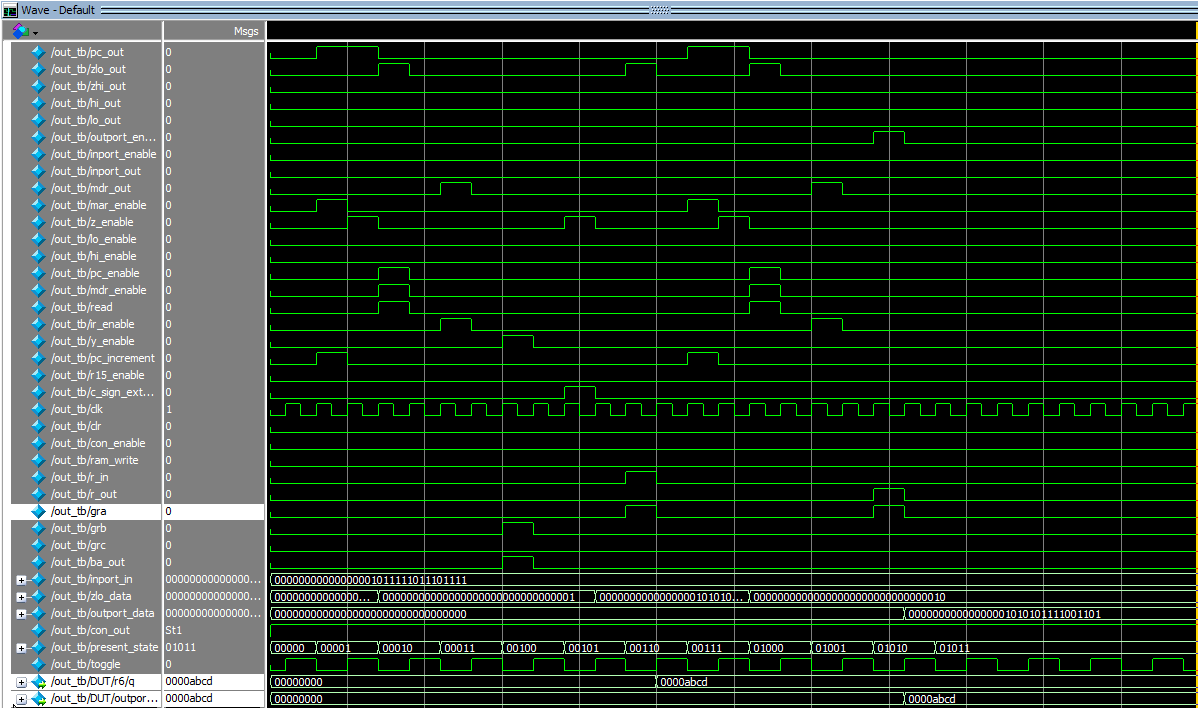 Wave - Default
Msgs
/out_tb/pc_out 0
/out_tb/zlo_out 0
/out_tb/zhi_out 0
/out_tb/hi_out 0
/out_tb/lo_out 0
/out_tb/outport_en... 0
/out_tb/inport_enable 0
/out_tb/inport_out 0
/out_tb/mdr_out 0
/out_tb/mar_enable 0
/out_tb/z_enable 0
/out_tb/lo_enable 0
/out_tb/hi_enable 0
/out_tb/pc_enable 0
/out_tb/mdr_enable 0
/out_tb/read 0
/out_tb/ir_enable 0
/out_tb/y_enable 0
/out_tb/pc_increment 0
/out_tb/r15_enable 0
/out_tb/c_sign_ext... 0
/out_tb/clk 1
/out_tb/clr 0
/out_tb/con_enable 0
/out_tb/ram_write 0
/out_tb/r_in 0
/out_tb/r_out 0
/out_tb/gra 0
/out_tb/grb 0
/out_tb/grc 0
/out_tb/ba_out 0
/out_tb/inport_in 00000000000000... 00000000000000001011111011101111
/out_tb/zlo_data 00000000000000... 00000000000000... 00000000000000000000000000000001 0000000000000000101010... 00000000000000000000000000000010
/out_tb/outport_data 00000000000000... 00000000000000000000000000000000 00000000000000001010101111001101
/out_tb/con_out St1
/out_tb/present_state 01011 00000 00001 00010 00011 00100 00101 00110 00111 01000 01001 01010 01011
/out_tb/toggle 0
/out_tb/DUT/r6/q 0000abcd 00000000 0000abcd
/out_tb/DUT/outpor... 0000abcd 00000000 0000abcd